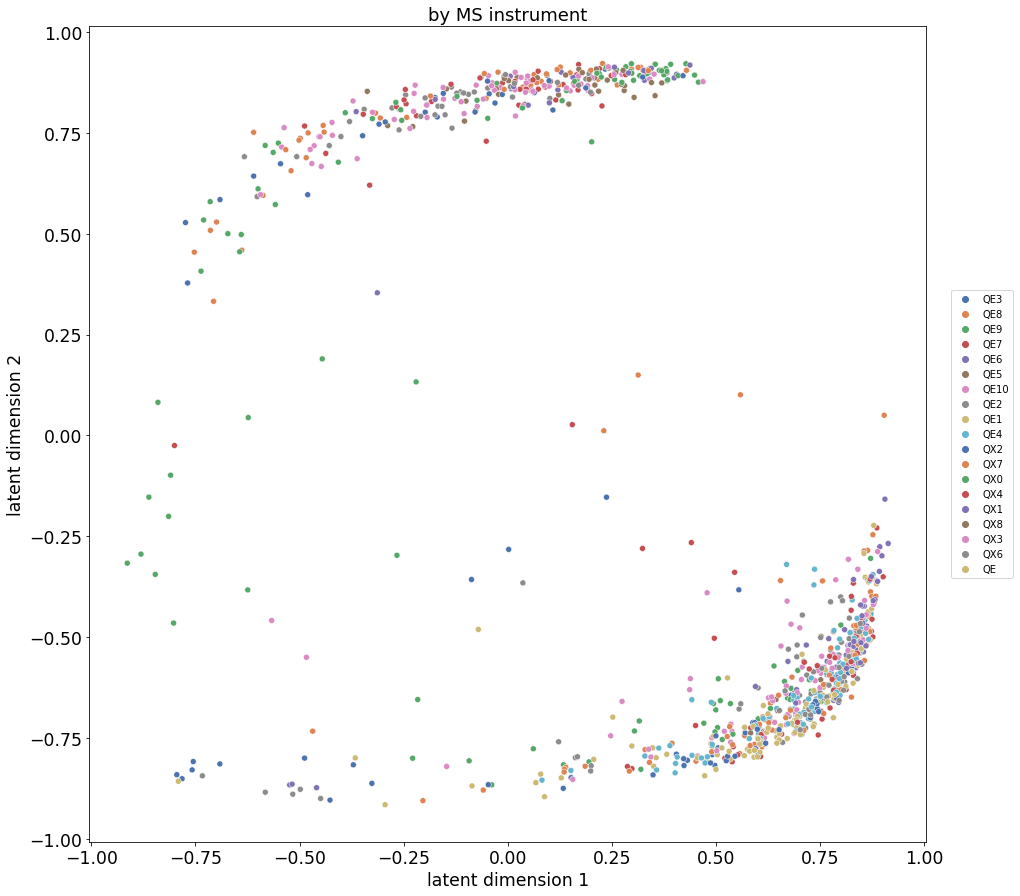 by MS instrument
1.00
0.75
0.50
0.25
0.00
−0.25
−0.50
−0.75
−1.00
latent dimension 2
−1.00 −0.75 −0.50 −0.25 0.00 0.25 0.50 0.75 1.00
latent dimension 1
QE3
QE8
QE9
QE7
QE6
QE5
QE10
QE2
QE1
QE4
QX2
QX7
QX0
QX4
QX1
QX8
QX3
QX6
QE